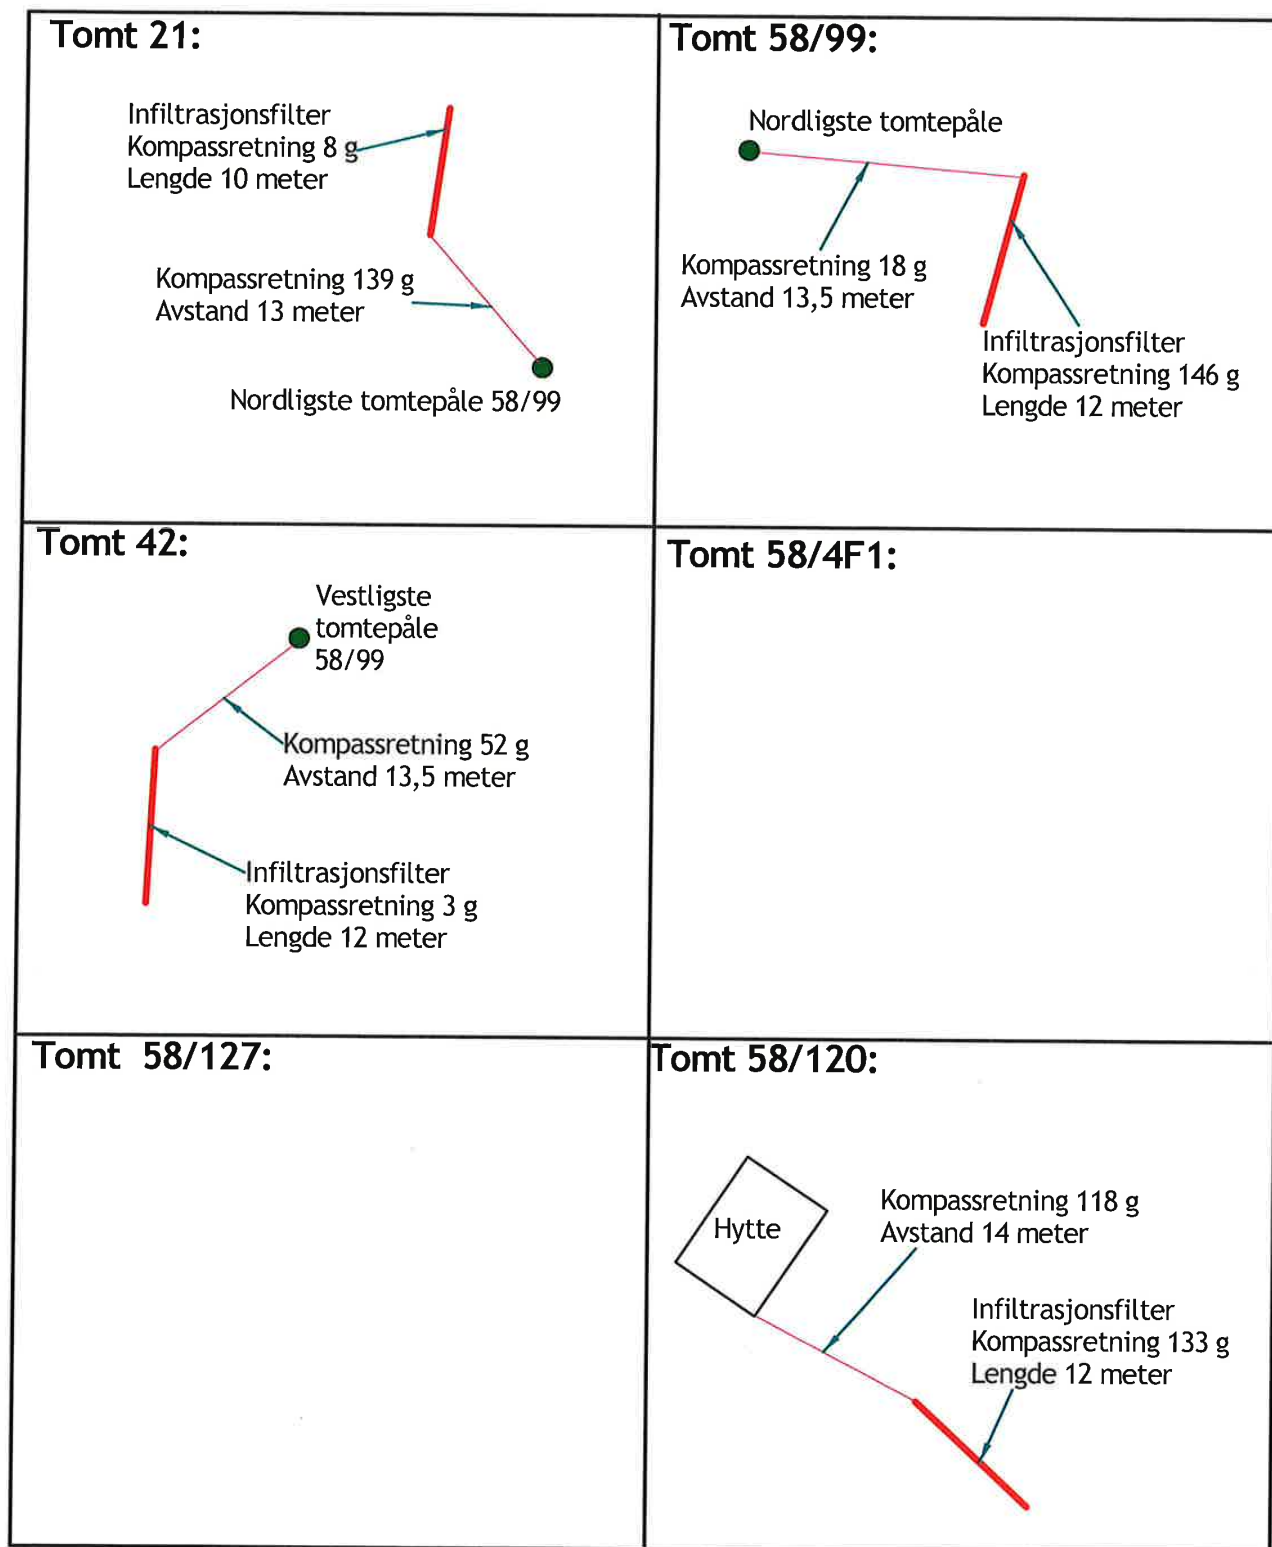 Tomt 21:
Infiltrasjonsfilter
Kompassretning 8 g
Lengde 10 meter
Kompassretning 139 g
Avstand 13 meter
Nordligste tomtepåle 58/99
Tomt 58/99:
Nordligste tomtepåle
Kompassretning 18 g
Avstand 13,5 meter
Infiltrasjonsfilter
Kompassretning 146 g
Lengde 12 meter
Tomt 42:
Vestligste
tomtepåle
58/99
Kompassretning 52 g
Avstand 13,5 meter
Infiltrasjonsfilter
Kompassretning 3 g
Lengde 12 meter
Tomt 58/4F1:
Tomt 58/127:
Tomt 58/120:
Hytte
Kompassretning 118 g
Avstand 14 meter
Infiltrasjonsfilter
Kompassretning 133 g
Lengde 12 meter